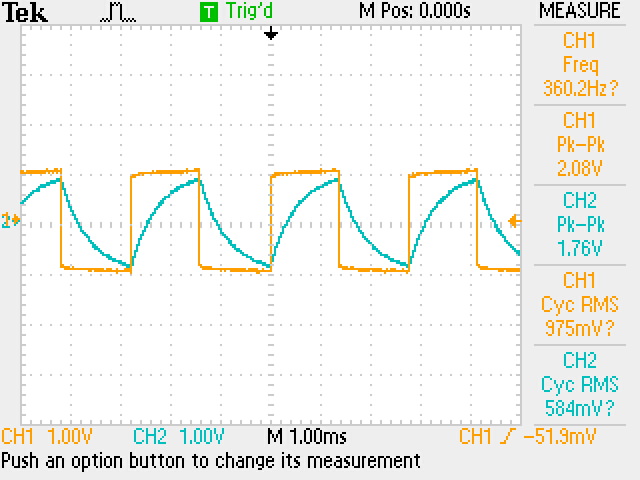 Tek T Trig'd M Pos: 0.000s MEASURE
CH1
Freq
360.2Hz?
CH1
Pk-Pk
2.08V
CH2
Pk-Pk
1.76V
CH1
Cyc RMS
975mV?
CH2
Cyc RMS
584mV?
2
CH1 1.00V CH2 1.00V M 1.00ms CH1 -51.9mV
Push an option button to change its measurement